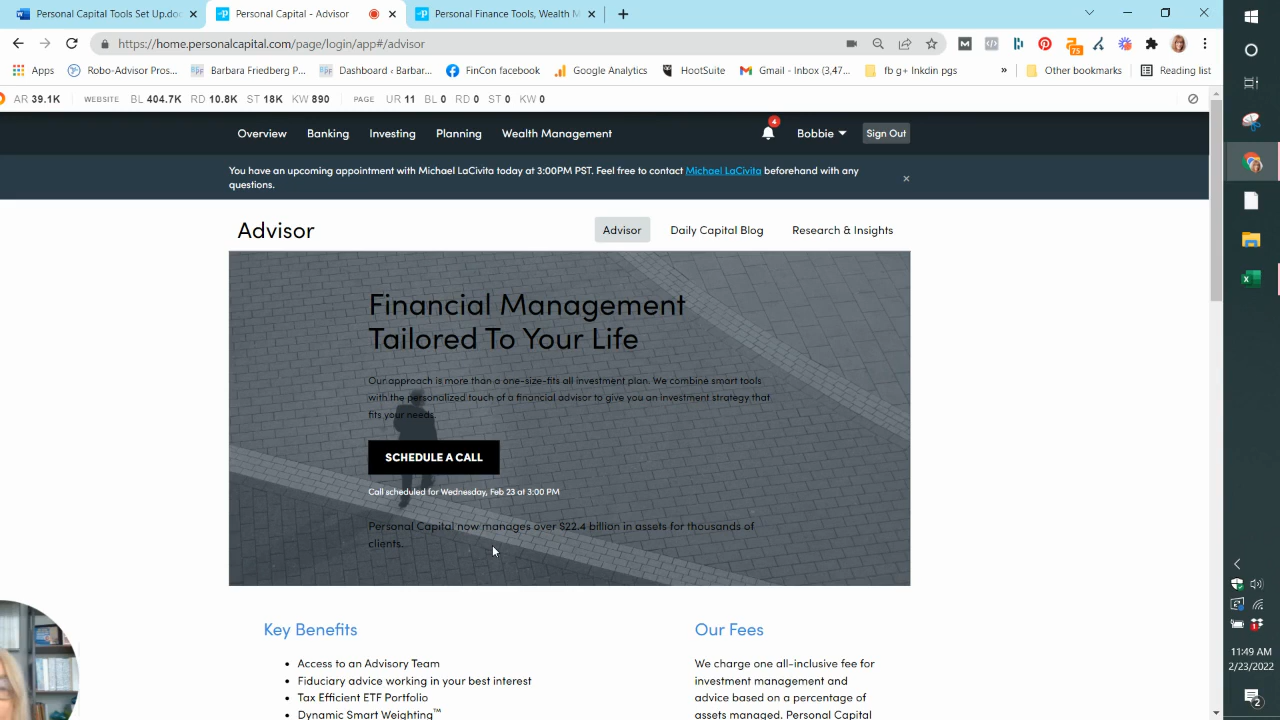 Personal Capital Tools Set Up.doc
Personal Capital - Advisor
Personal Finance Tools, Wealth M
https://home.personalcapital.com/page/login/app#/advisor
75
Apps
Robo-Advisor Pros...
Barbara Friedberg P...
Dashboard ‹ Barbar...
FinCon facebook
Google Analytics
HootSuite
Gmail - Inbox (3,47...
fb g+ lnkdin pgs
»
Other bookmarks
Reading list
AR 39.1K WEBSITE BL 404.7K RD 10.8K ST 18K KW 890 PAGE UR 11 BL 0 RD 0 ST 0 KW 0
Overview Banking Investing Planning Wealth Management 4 Bobbie Sign Out
You have an upcoming appointment with Michael LaCivita today at 3:00PM PST. Feel free to contact Michael LaCivita beforehand with any
questions.
Advisor
Advisor Daily Capital Blog Research & Insights
Financial Management
Tailored To Your Life
Our approach is more than a one-size-fits all investment plan. We combine smart tools
with the personalized touch of a financial advisor to give you an investment strategy that
fits your needs.
SCHEDULE A CALL
Call scheduled for Wednesday, Feb 23 at 3:00 PM
Personal Capital now manages over $22.4 billion in assets for thousands of
clients.
Key Benefits
• Access to an Advisory Team
• Fiduciary advice working in your best interest
• Tax Efficient ETF Portfolio
• Dynamic Smart Weighting™
Our Fees
We charge one all-inclusive fee for
investment management and
advice based on a percentage of
assets managed. Personal Capital
11:49 AM
2/23/2022
2